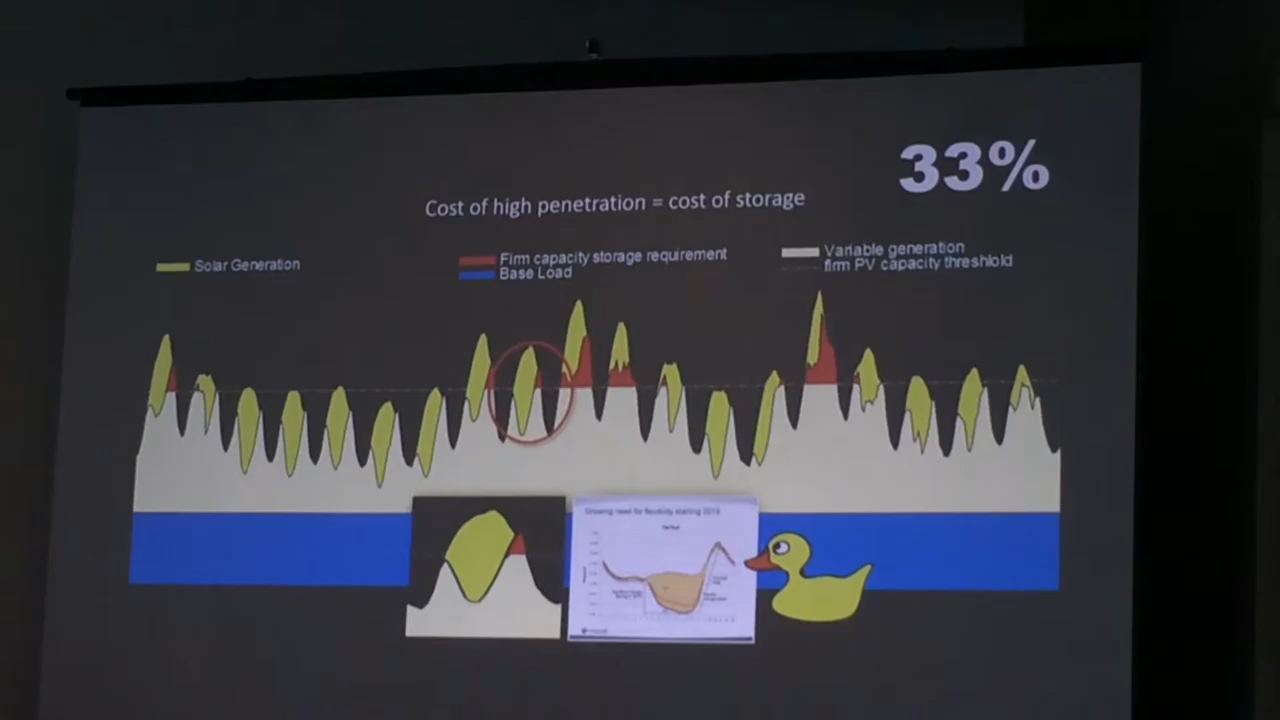 33%
Cost of high penetration = cost of storage
Solar Generation
Firm capacity storage requirement
Base Load
Variable generation
firm PV capacity threshlold
Growing need for flexibility starting 2015